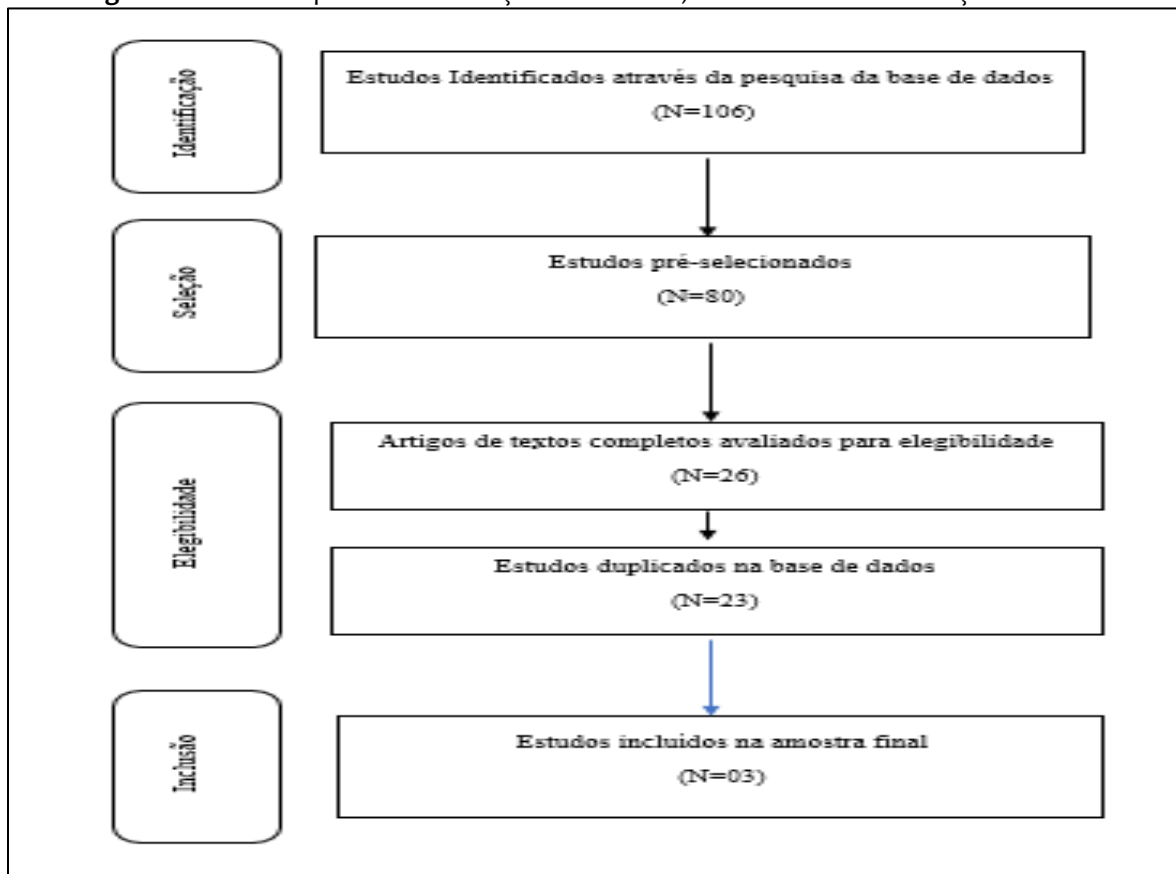 Identificação
Estudos Identificados através da pesquisa da base de dados
(N=106)
Seleção
Estudos pré-selecionados
(N=80)
Elegibilidade
Artigos de textos completos avaliados para elegibilidade
(N=26)
Estudos duplicados na base de dados
(N=23)
Inclusão
Estudos incluídos na amostra final
(N=03)